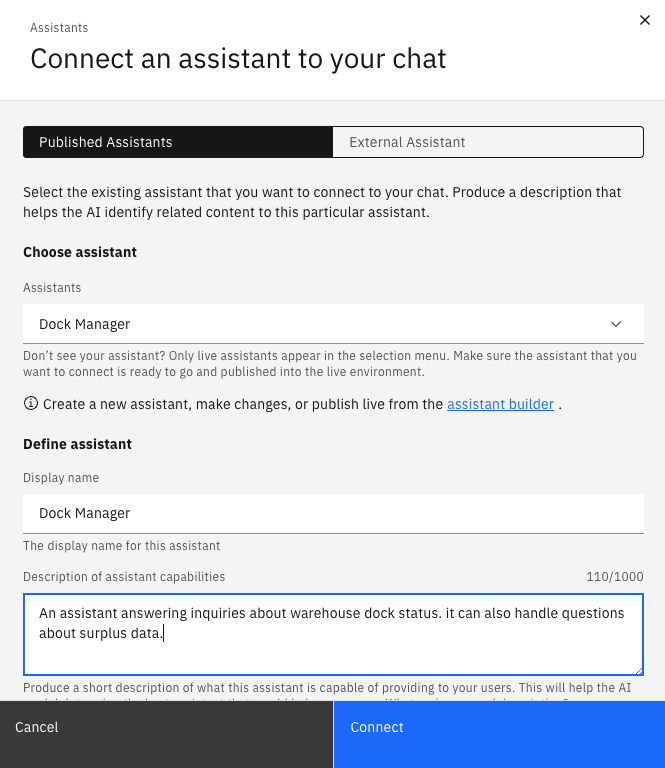 Assistants
Connect an assistant to your chat
Published Assistants
External Assistant
Select the existing assistant that you want to connect to your chat. Produce a description that
helps the AI identify related content to this particular assistant.
Choose assistant
Assistants
Dock Manager
Don't see your assistant? Only live assistants appear in the selection menu. Make sure the assistant that you
want to connect is ready to go and published into the live environment.
Create a new assistant, make changes, or publish live from the assistant builder .
Define assistant
Display name
Dock Manager
The display name for this assistant
Description of assistant capabilities
110/1000
An assistant answering inquiries about warehouse dock status. it can also handle questions
about surplus data.
Produce a short description of what this assistant is capable of providing to your users. This will help the AI
Cancel
Connect